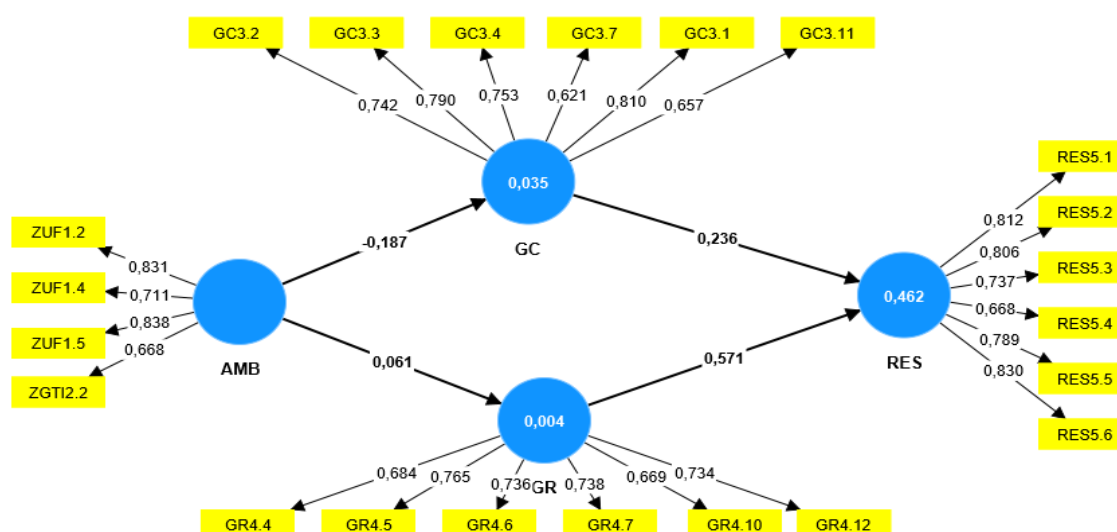 GC3.2 GC3.3 GC3.4 GC3.7 GC3.1 GC3.11
0,742 0,790 0,753 0,621 0,810 0,657
0,035
GC
RES5.1
RES5.2
RES5.3
RES5.4
RES5.5
RES5.6
0,812
0,806
0,737
0,668
0,789
0,830
ZUF1.2
ZUF1.4
ZUF1.5
ZGTI2.2
0,831
0,711
0,838
0,668
-0,187
0,236
AMB
0,462
RES
0,061
0,571
0,004
GR
0,684 0,765 0,736 0,738 0,669 0,734
GR4.4 GR4.5 GR4.6 GR4.7 GR4.10 GR4.12